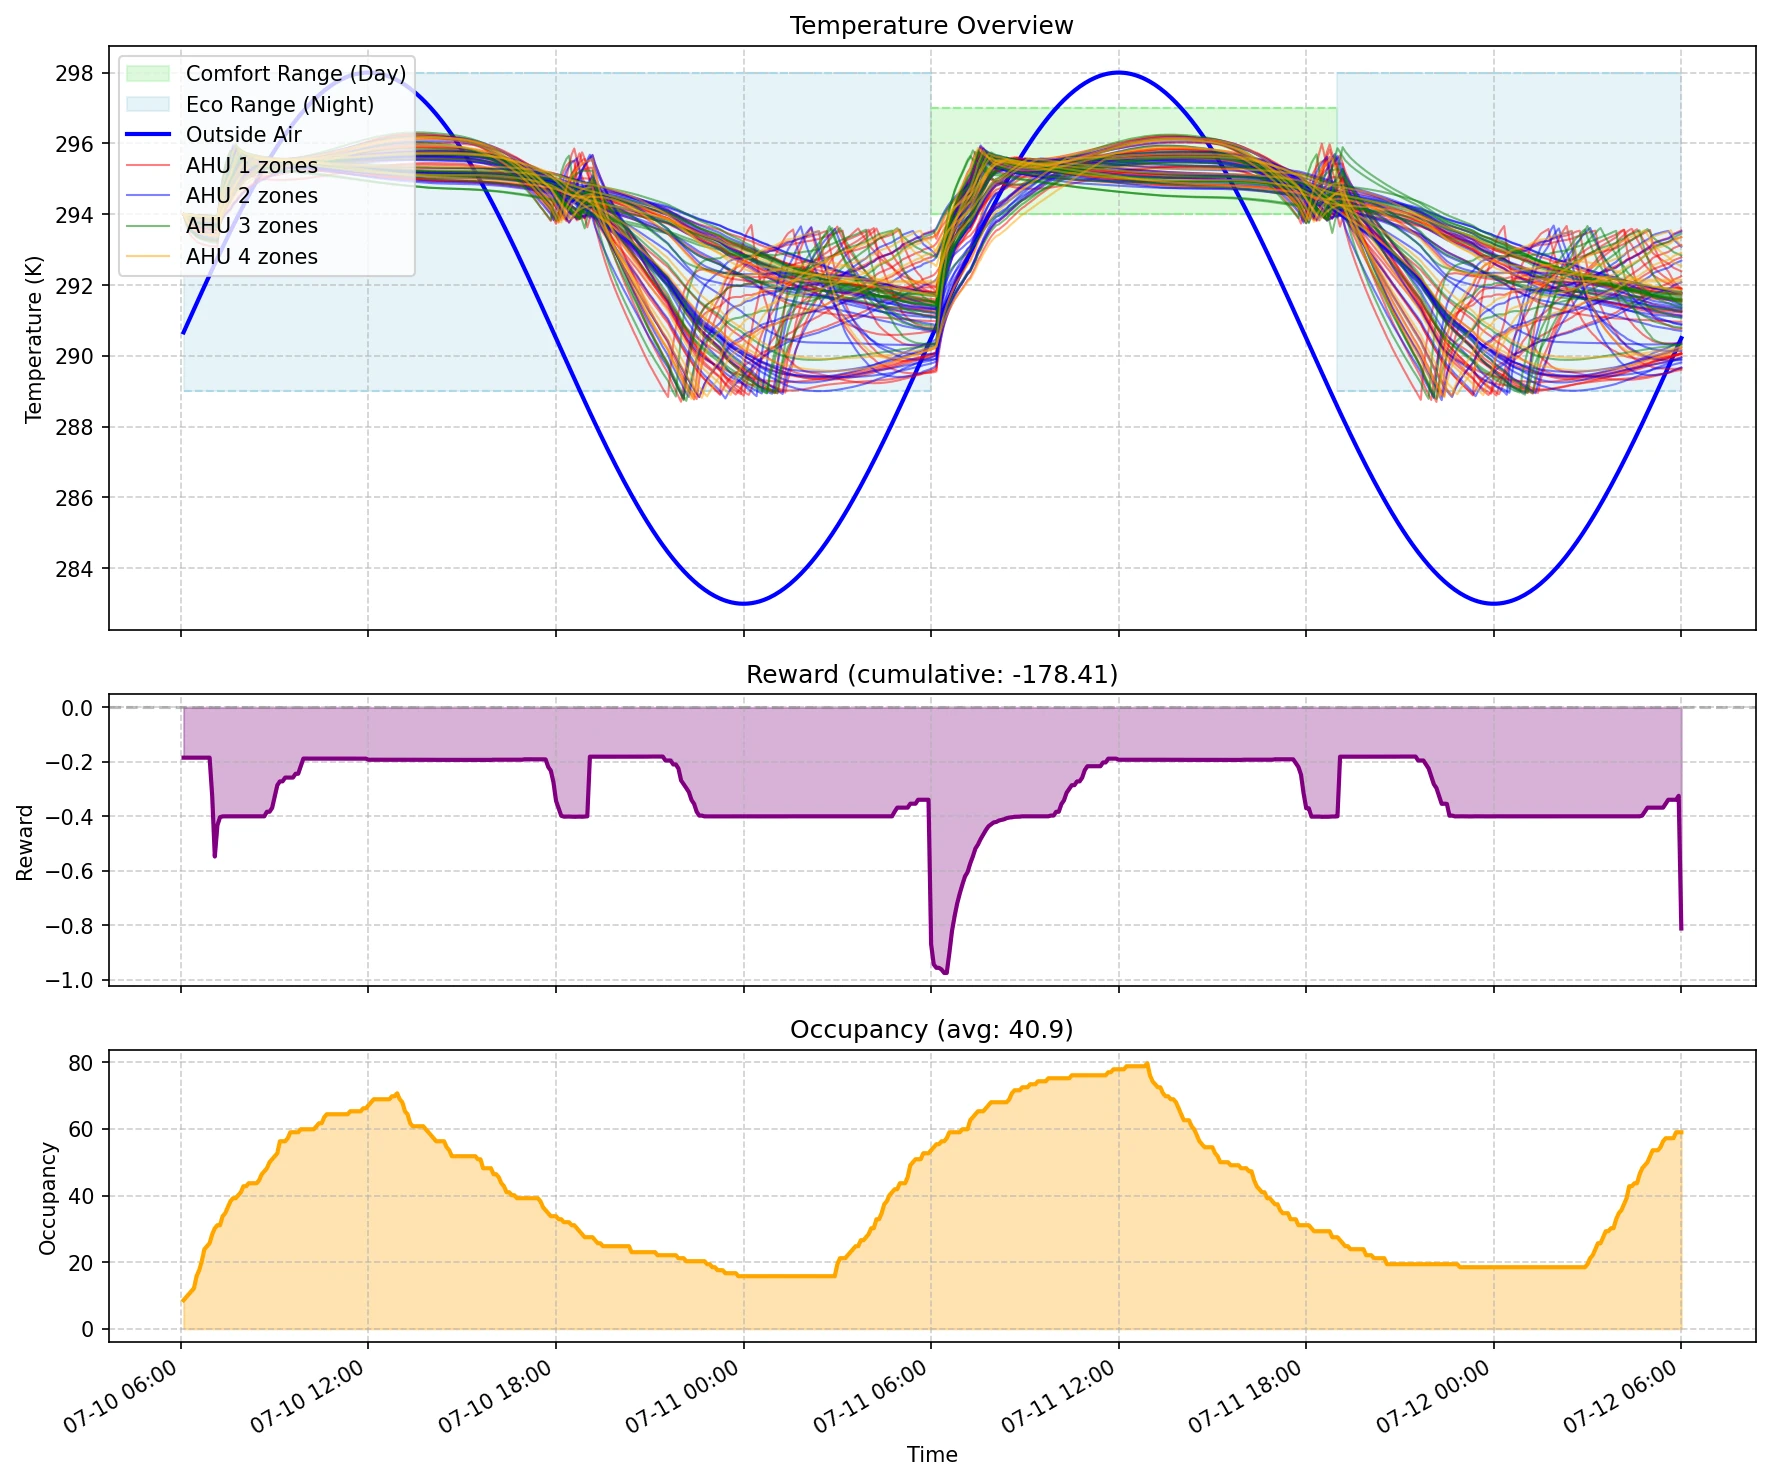 Temperature Overview
298
296
294
292
290
288
286
284
Temperature (K)
Comfort Range (Day)
Eco Range (Night)
Outside Air
AHU 1 zones
AHU 2 zones
AHU 3 zones
AHU 4 zones
Reward (cumulative: -178.41)
0.0
−0.2
−0.4
−0.6
−0.8
−1.0
Reward
Occupancy (avg: 40.9)
80
60
40
20
0
Occupancy
07-10 06:00
07-10 12:00
07-10 18:00
07-11 00:00
07-11 06:00
07-11 12:00
07-11 18:00
07-12 00:00
07-12 06:00
Time